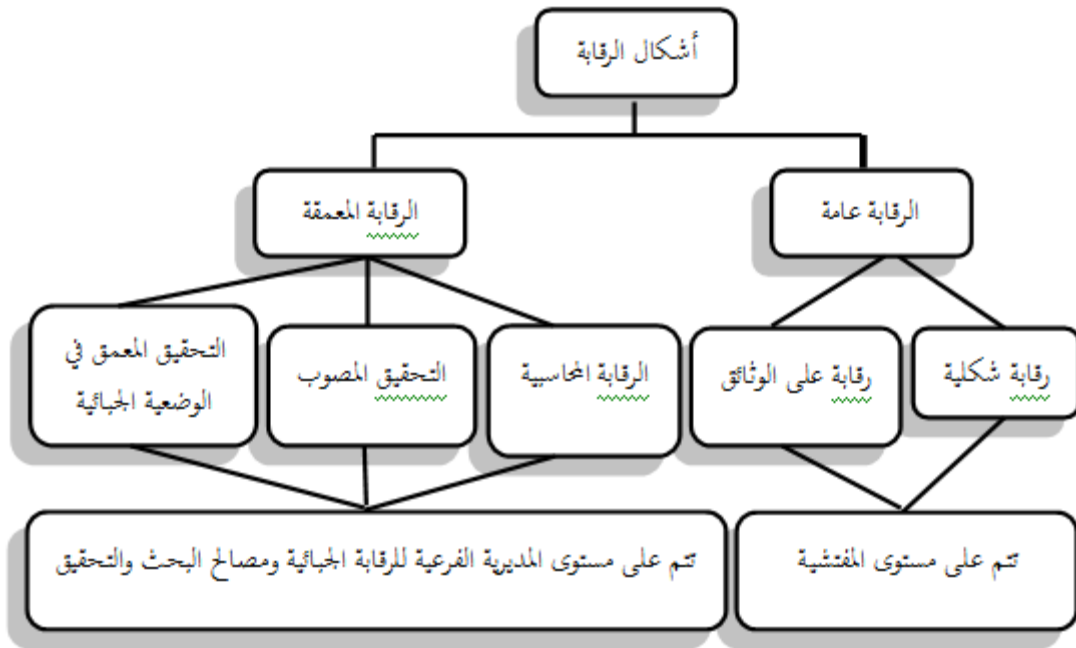 أشكال الرقابة
الرقابة عامة
الرقابة المعمقة
رقابة شكلية
رقابة على الوثائق
الرقابة المحاسبية
التحقيق المصوب
التحقيق المعمق في
الوضعية الجبائية
تتم على مستوى المفتشية
تتم على مستوى المديرية الفرعية للرقابة الجبائية ومصالح البحث والتحقيق